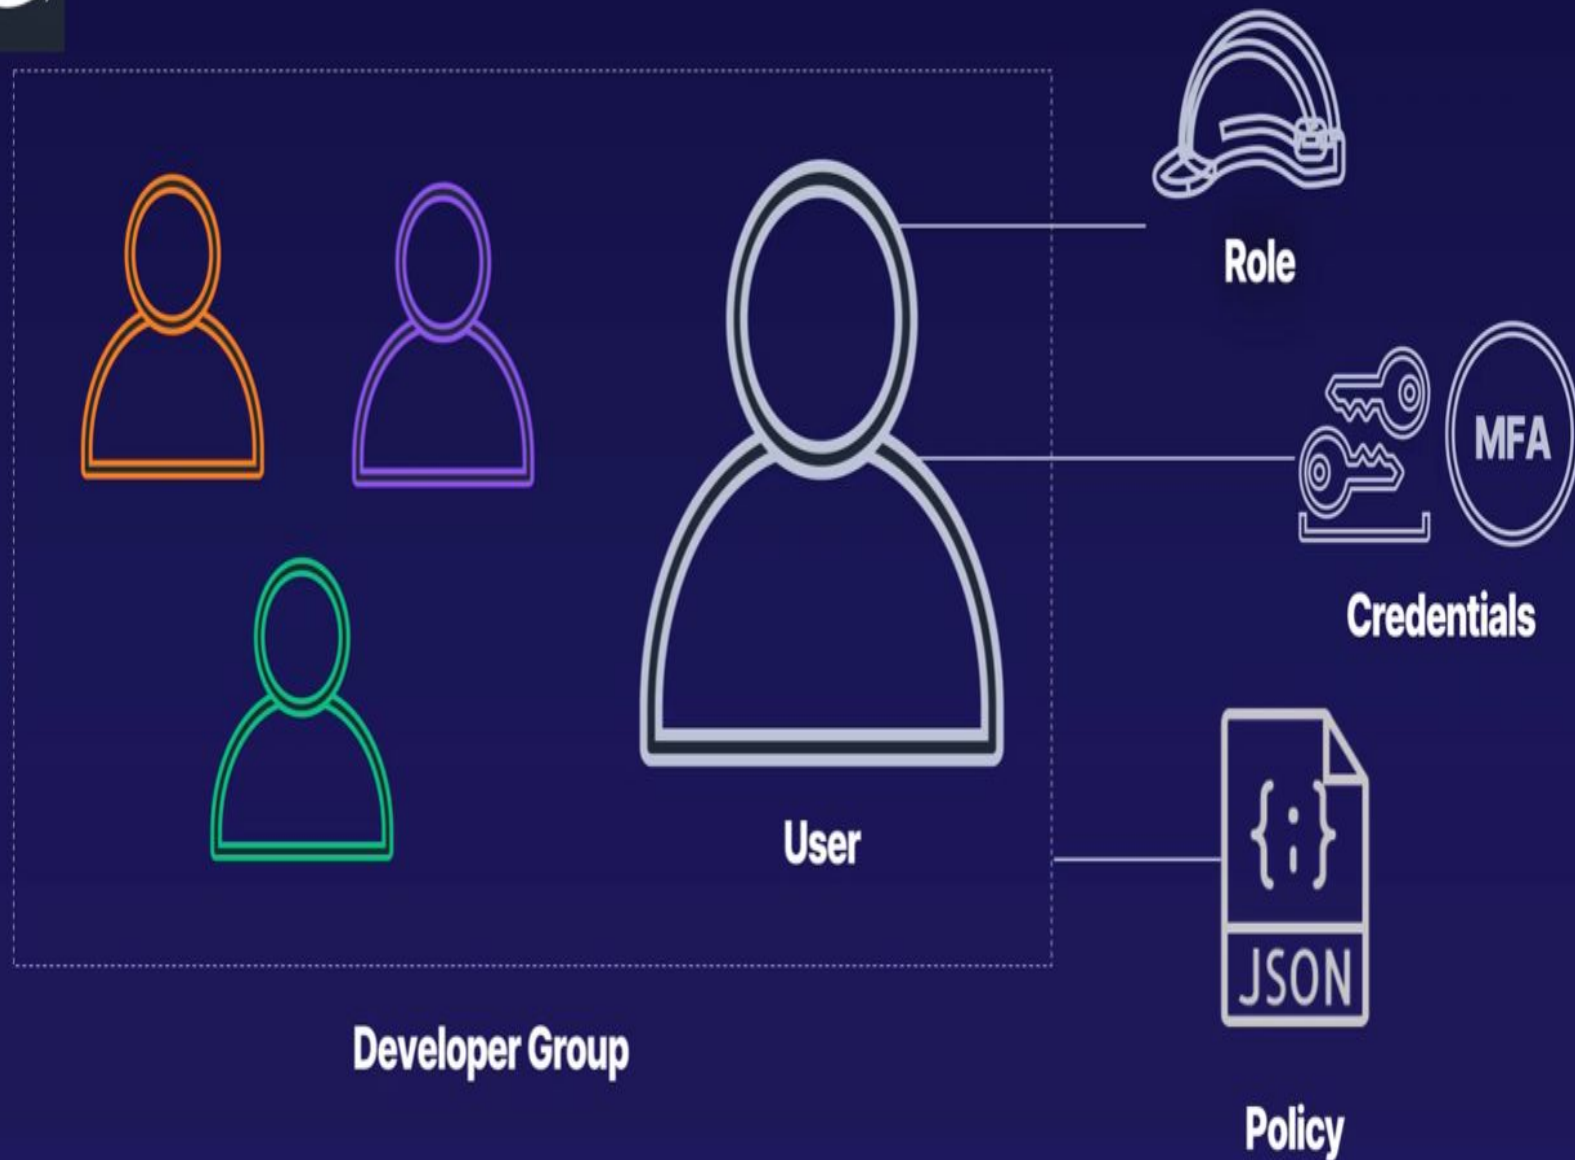 Role
MFA
Credentials
User
{;}
JSON
Developer Group
Policy